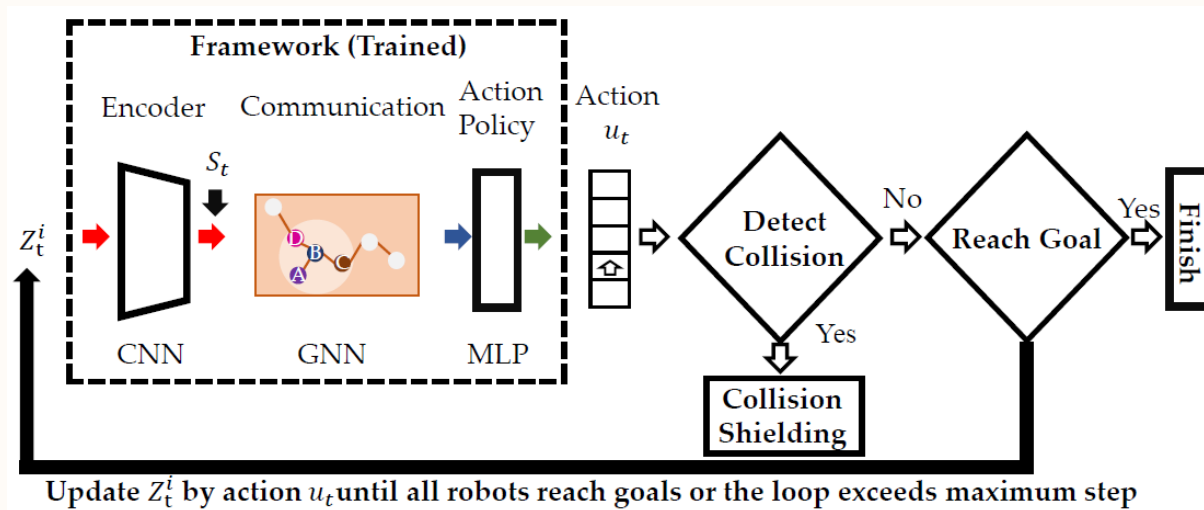 Framework (Trained)
Encoder
Communication
Action
Policy
Action
u_t
S_t
Z_t^i
D
B
A
C
CNN
GNN
MLP
Detect
Collision
No
Reach Goal
Yes
Finish
Yes
Collision
Shielding
Update Z_t^i by action u_t until all robots reach goals or the loop exceeds maximum step